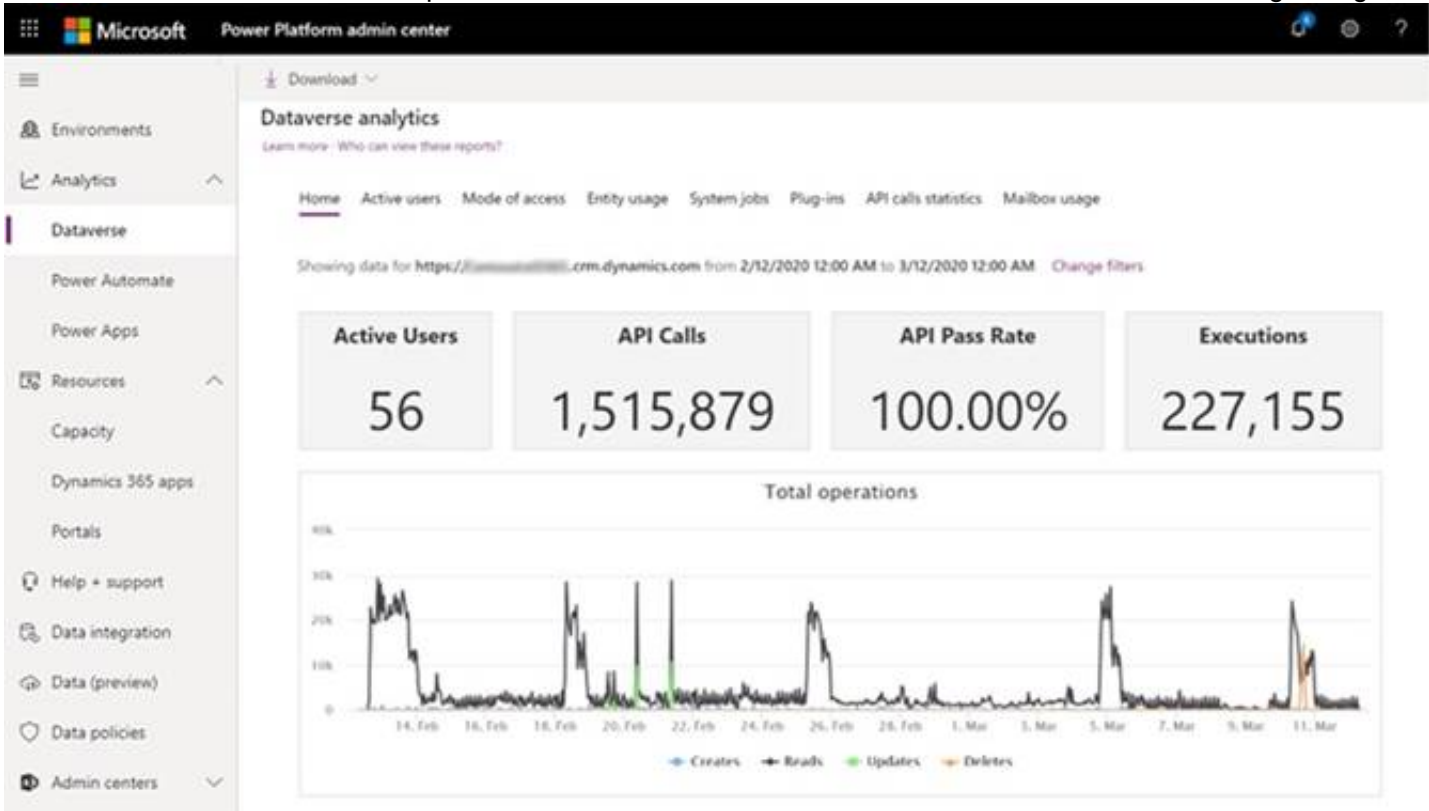 Microsoft Power Platform admin center ?
Download
Environments
Analytics
Dataverse
Power Automate
Power Apps
Resources
Capacity
Dynamics 365 apps
Portals
Help + support
Data integration
Data (preview)
Data policies
Admin centers
Dataverse analytics
Learn more · Who can view these reports?
Home Active users Mode of access Entity usage System jobs Plug-ins API calls statistics Mailbox usage
Showing data for https:// .crm.dynamics.com from 2/12/2020 12:00 AM to 3/12/2020 12:00 AM Change filters
Active Users
56
API Calls
1,515,879
API Pass Rate
100.00%
Executions
227,155
Total operations
40k
30k
20k
10k
0
14. Feb 16. Feb 18. Feb 20. Feb 22. Feb 24. Feb 26. Feb 28. Feb 1. Mar 3. Mar 5. Mar 7. Mar 9. Mar 11. Mar
Creates Reads Updates Deletes